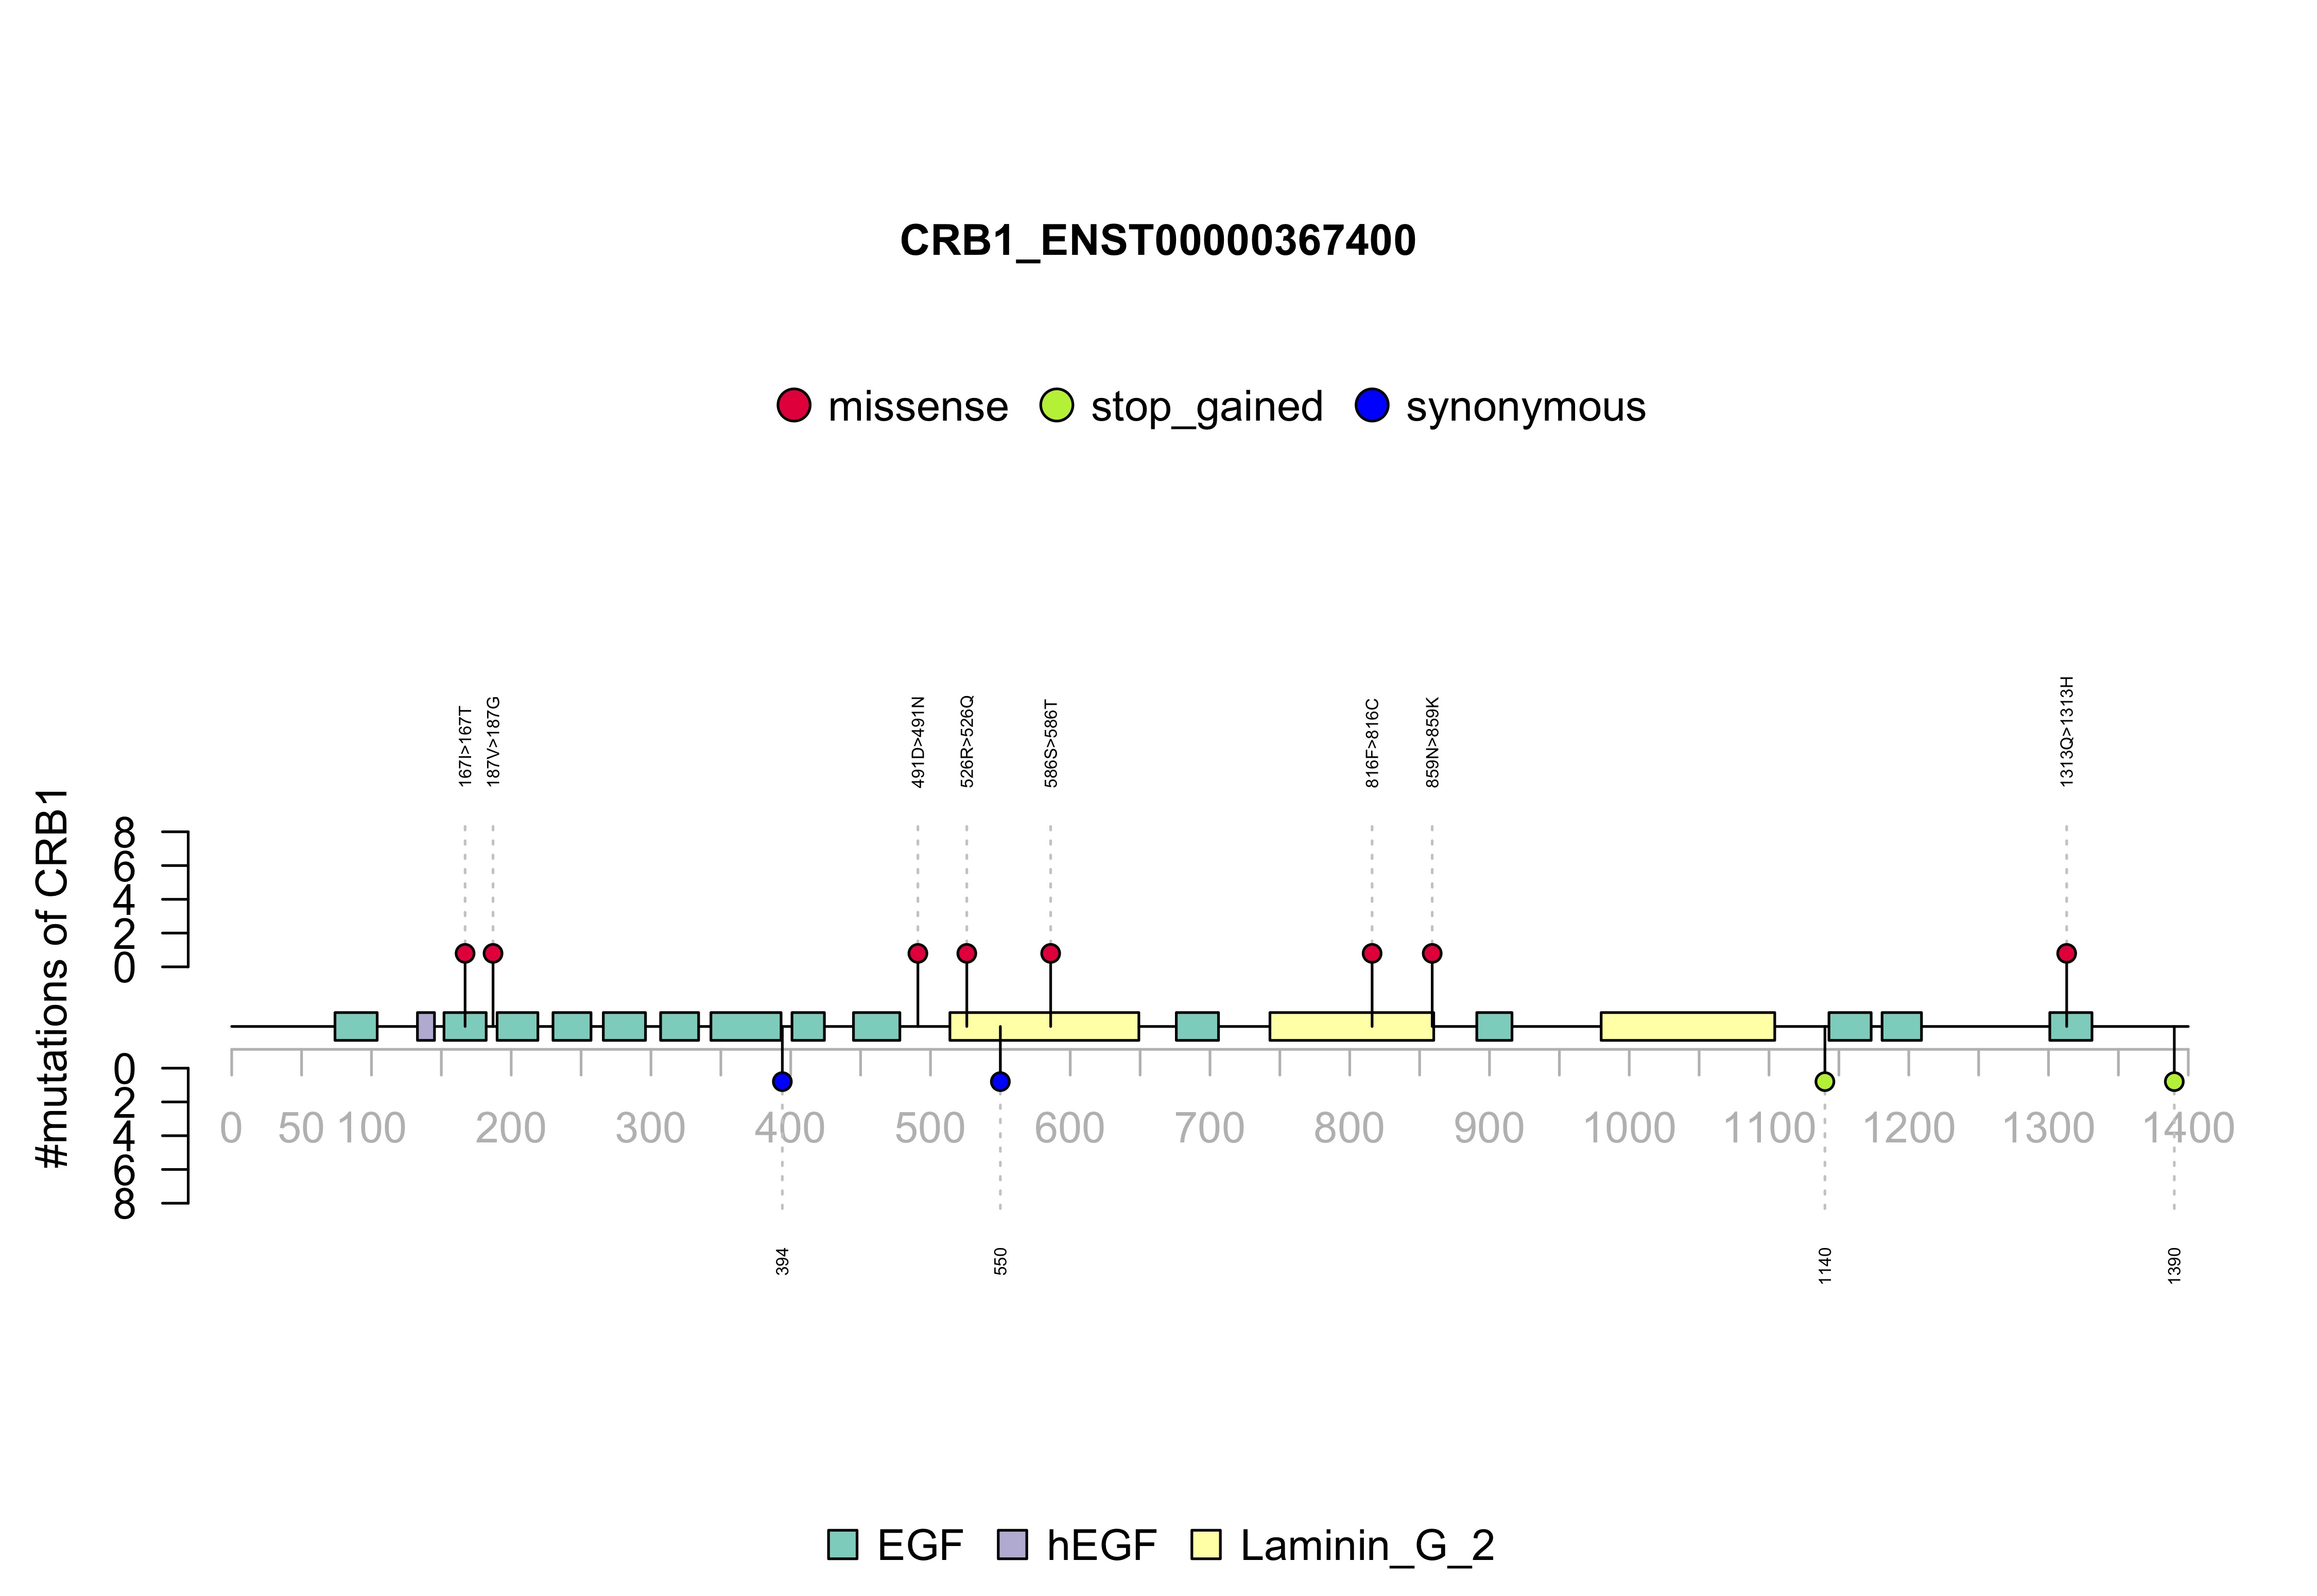 CRB1_ENST00000367400
missense stop_gained synonymous
167I>167T
187V>187G
491D>491N
526R>526Q
586S>586T
816F>816C
859N>859K
1313Q>1313H
#mutations of CRB1
8
6
4
2
0
0
2
4
6
8
0 50 100 200 300 400 500 600 700 800 900 1000 1100 1200 1300 1400
394
550
1140
1390
EGF hEGF Laminin_G_2